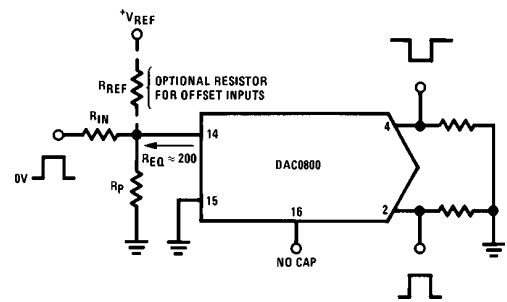 +VREF
RREF
OPTIONAL RESISTOR
FOR OFFSET INPUTS
RIN
14
4
REQ ≈ 200
DAC0800
0V
RP
15
16
2
NO CAP